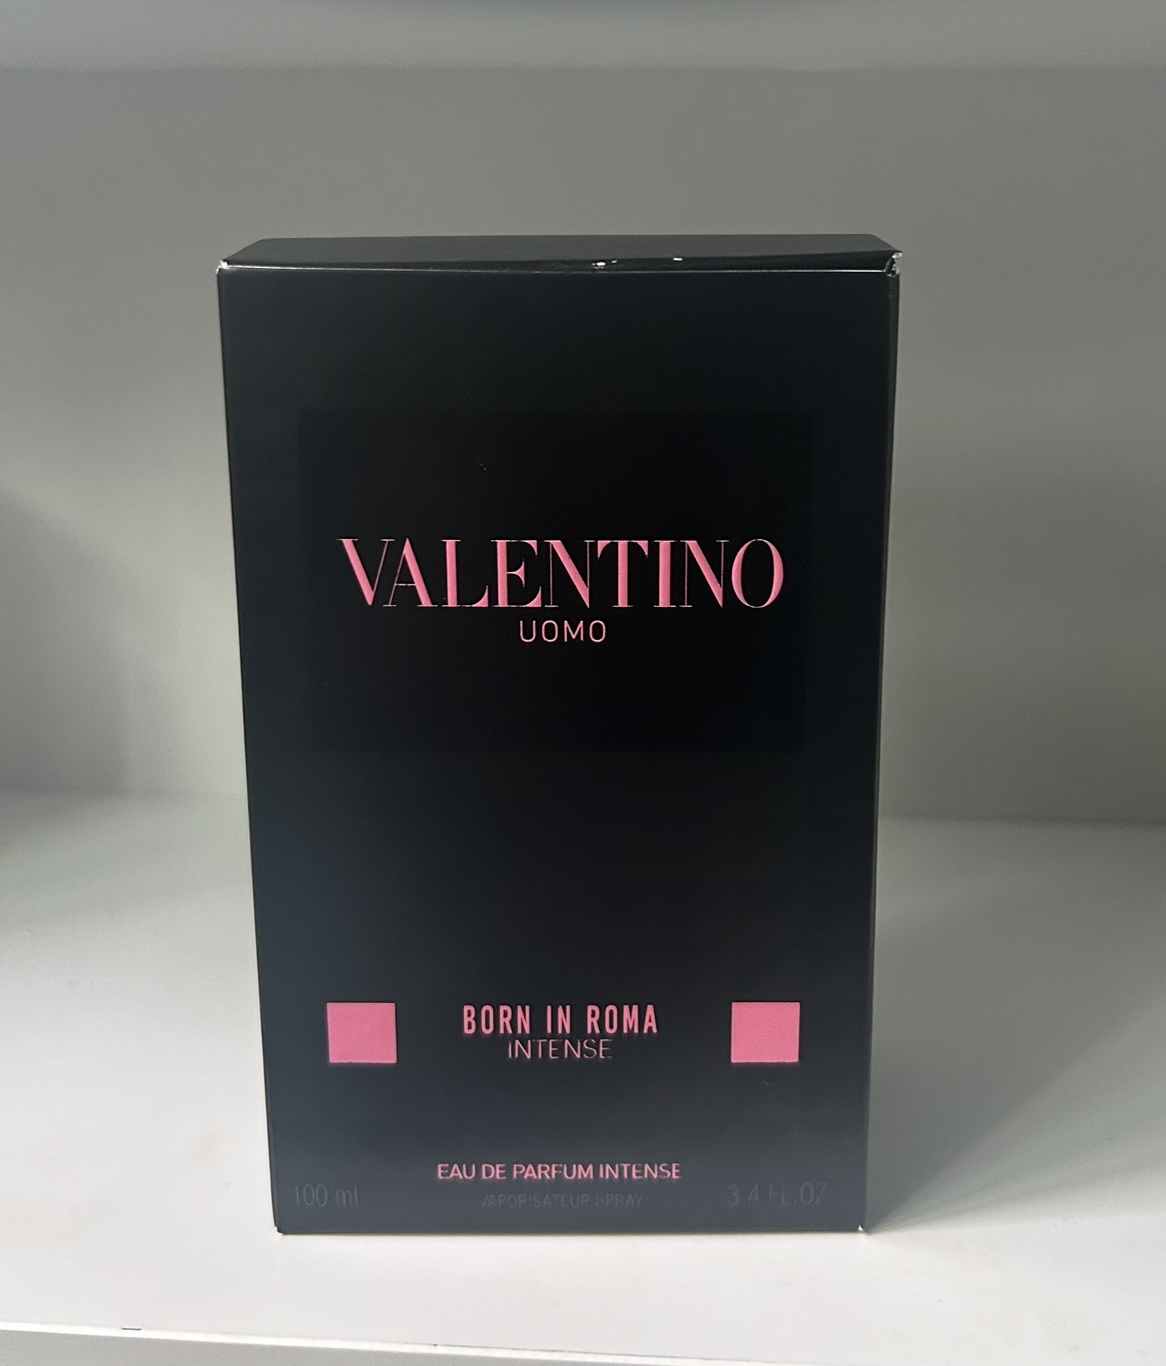 VALENTINO
UOMO
BORN IN ROMA
INTENSE
EAU DE PARFUM INTENSE
100 ml VAPORISATEUR SPRAY 3.4 FL.OZ